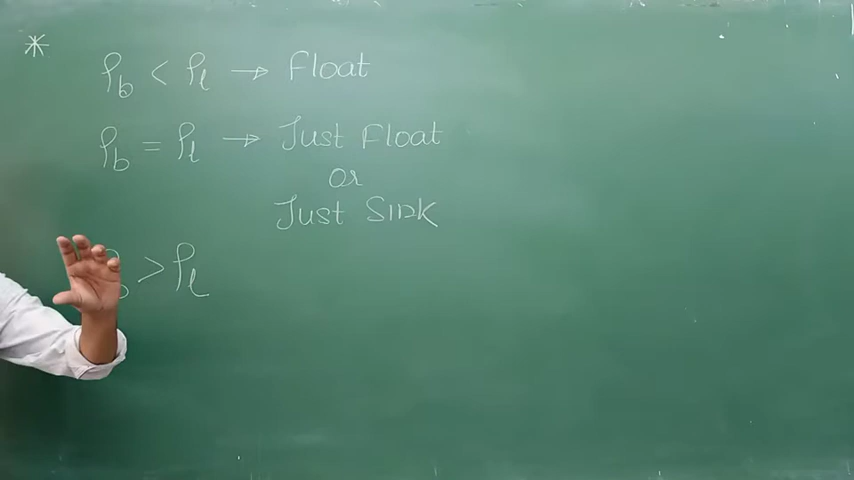 *
ρb < ρl → Float
ρb = ρl → Just Float
or
Just Sink
> ρl